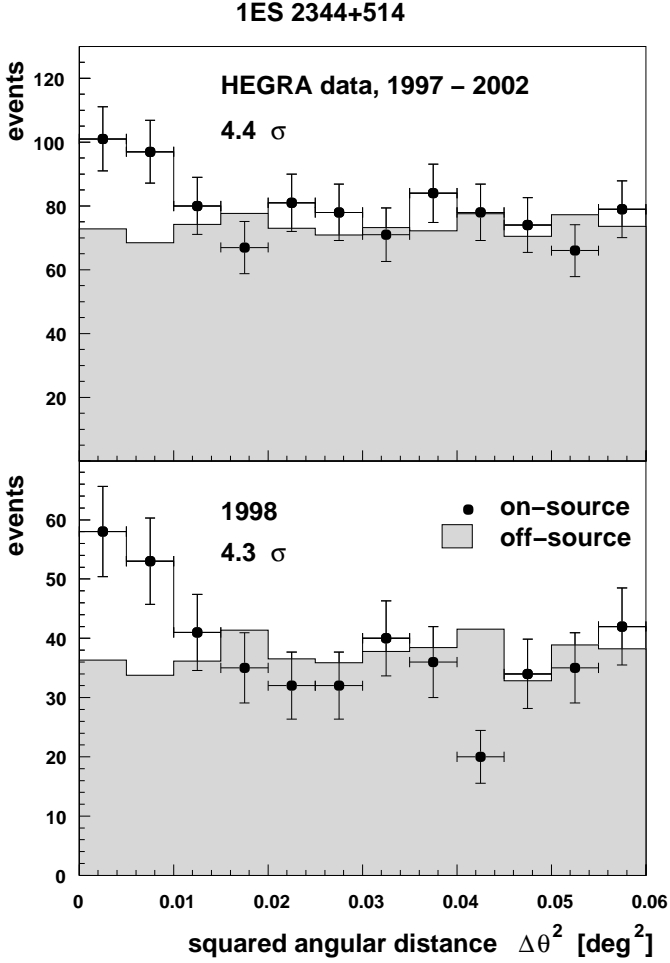 1ES 2344+514
events
120
100
80
60
40
20
HEGRA data, 1997 – 2002
4.4 σ
events
60
50
40
30
20
10
0
1998
4.3 σ
on–source
off–source
0 0.01 0.02 0.03 0.04 0.05 0.06
squared angular distance Δθ² [deg²]